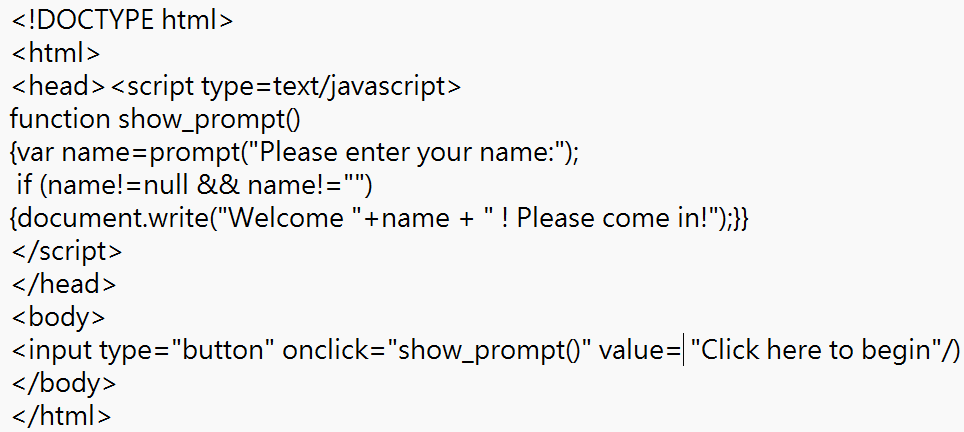 <!DOCTYPE html>
<html>
<head><script type=text/javascript>
function show_prompt()
{var name=prompt("Please enter your name:");
 if (name!=null && name!="")
{document.write("Welcome "+name + " ! Please come in!");}}
</script>
</head>
<body>
<input type="button" onclick="show_prompt()" value= "Click here to begin"/)
</body>
</html>